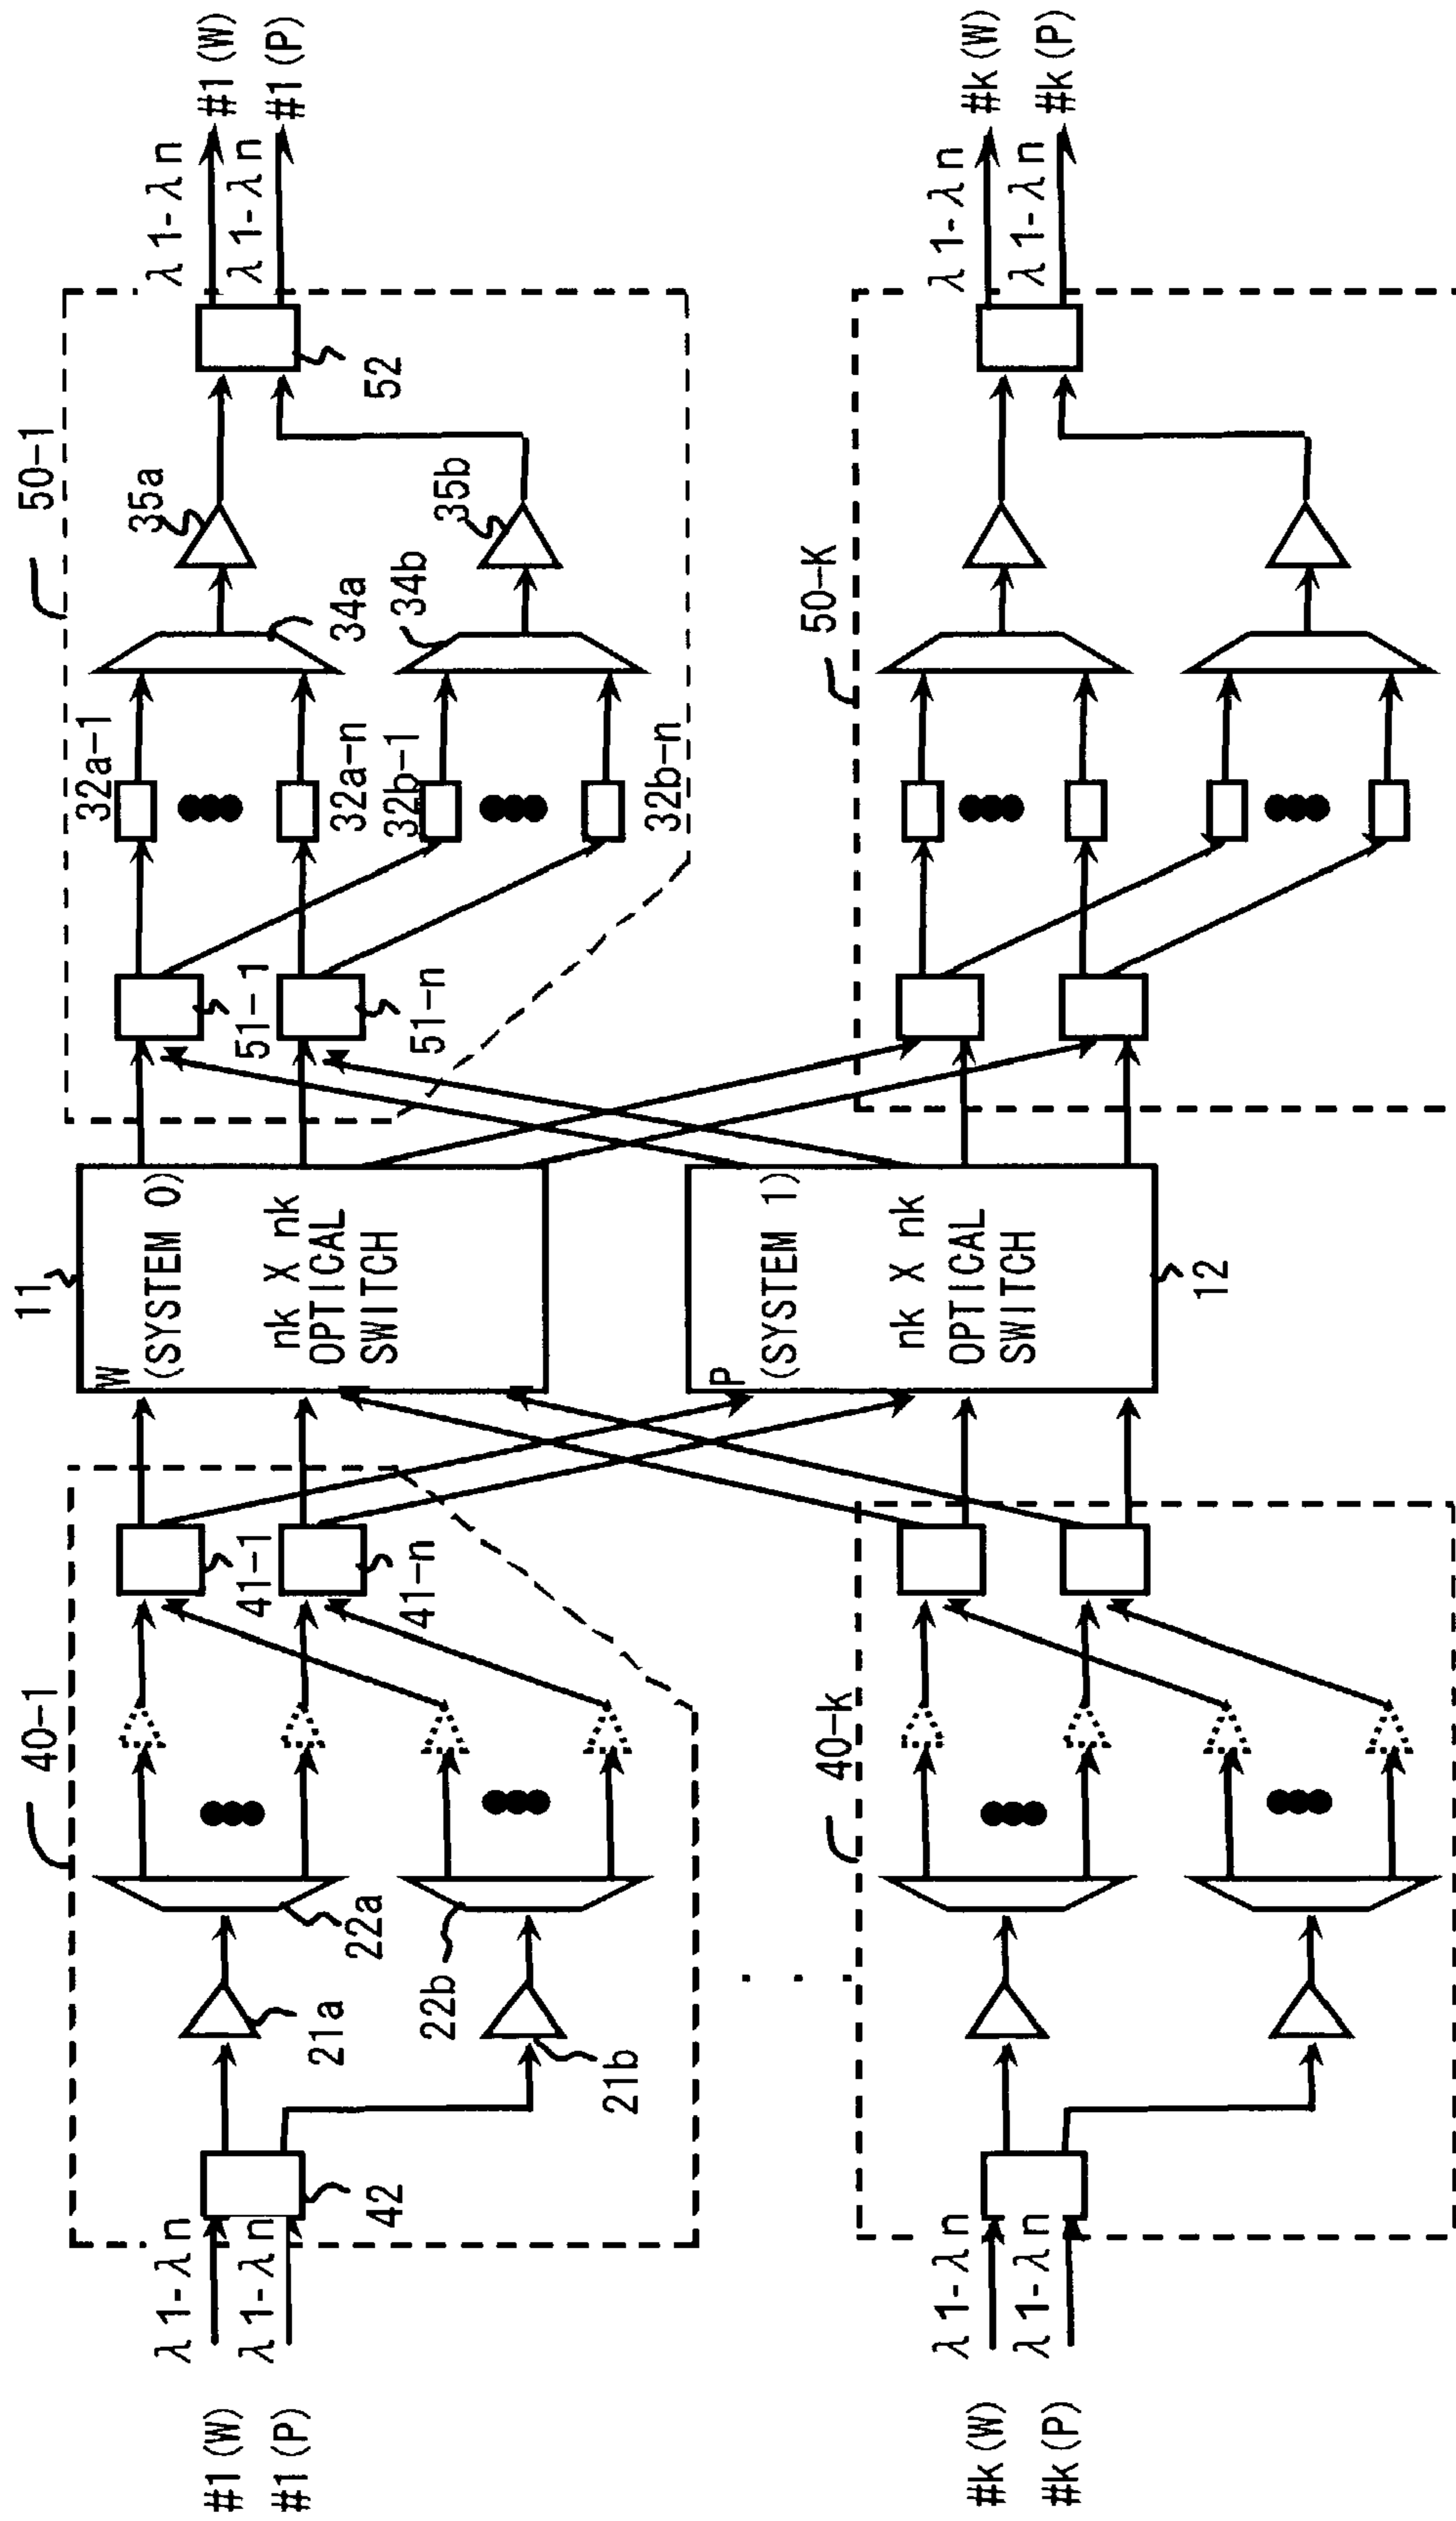 #1(W)
#1(P)
λ1-λn
λ1-λn
42
40-1
21a
21b
22a
22b
41-1
41-n
11
W
(SYSTEM 0)
nk X nk
OPTICAL
SWITCH
50-1
51-1
51-n
32a-1
32a-n
32b-1
32b-n
34a
34b
35a
35b
52
λ1-λn
λ1-λn
#1(W)
#1(P)
#k(W)
#k(P)
λ1-λn
λ1-λn
40-k
P
(SYSTEM 1)
nk X nk
OPTICAL
SWITCH
12
50-K
λ1-λn
λ1-λn
#k(W)
#k(P)